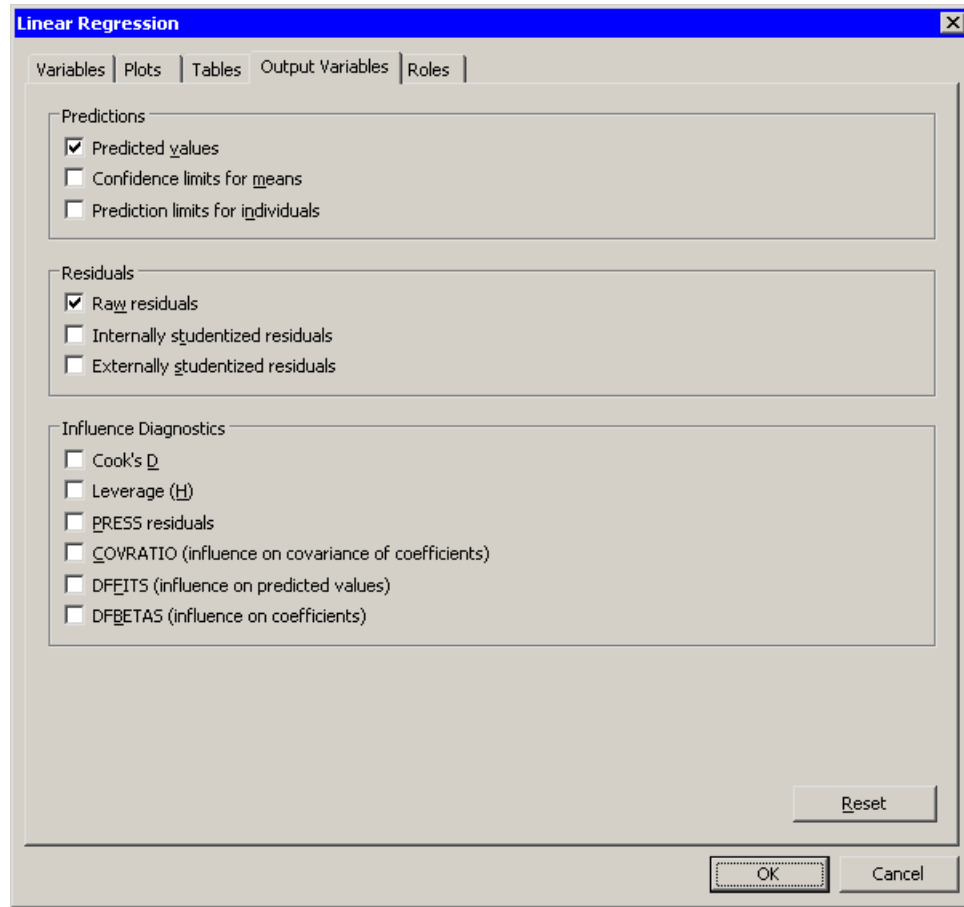 Linear Regression
Variables Plots Tables Output Variables Roles
Predictions
Predicted values
Confidence limits for means
Prediction limits for individuals
Residuals
Raw residuals
Internally studentized residuals
Externally studentized residuals
Influence Diagnostics
Cook's D
Leverage (H)
PRESS residuals
COVRATIO (influence on covariance of coefficients)
DFFITS (influence on predicted values)
DFBETAS (influence on coefficients)
Reset
OK Cancel